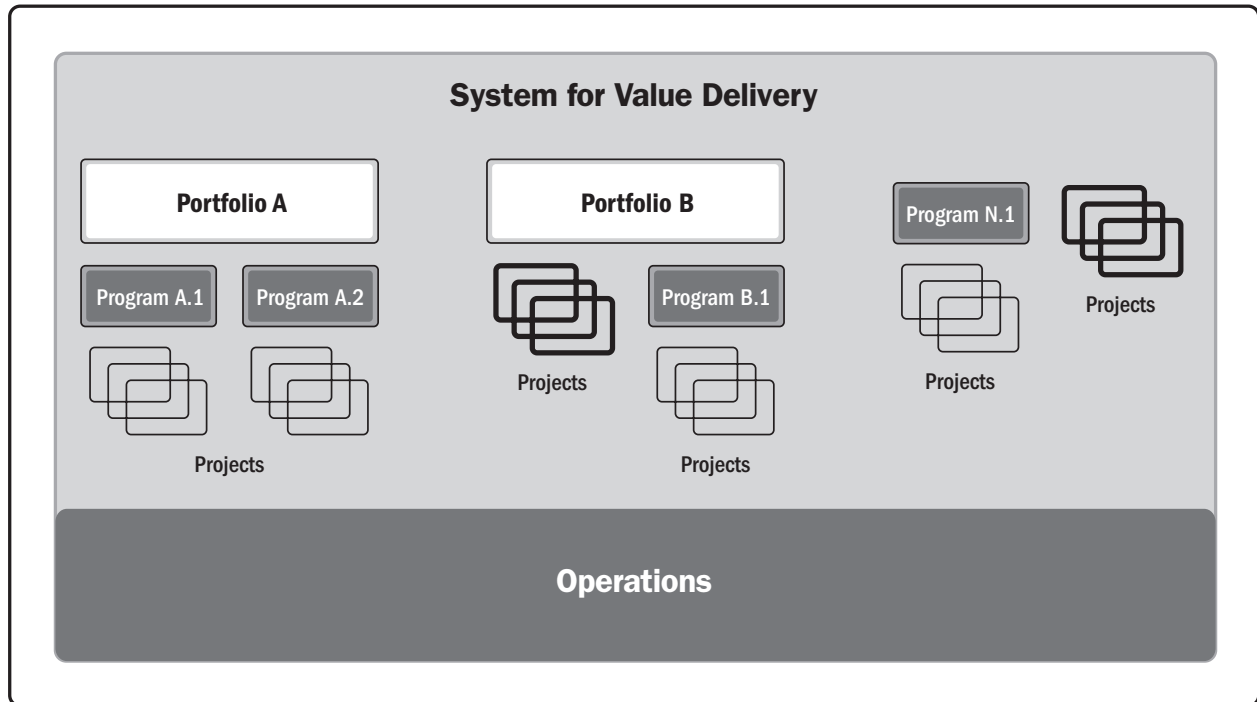 System for Value Delivery
Portfolio A
Portfolio B
Program N.1
Program A.1
Program A.2
Program B.1
Projects
Projects
Projects
Projects
Projects
Operations